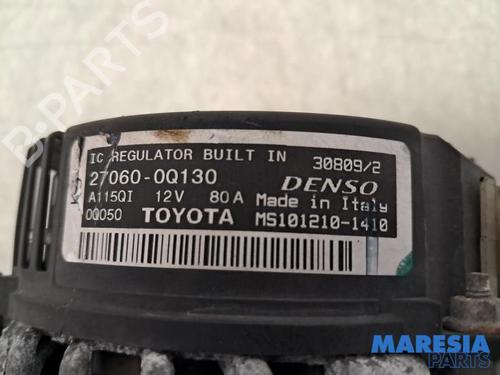 IC REGULATOR BUILT IN 30809/2
27060-0Q130 DENSO
A115QI 12V 80A Made in Italy
0Q050 TOYOTA MS101210-1410
B-PARTS
MARESIA
PARTS